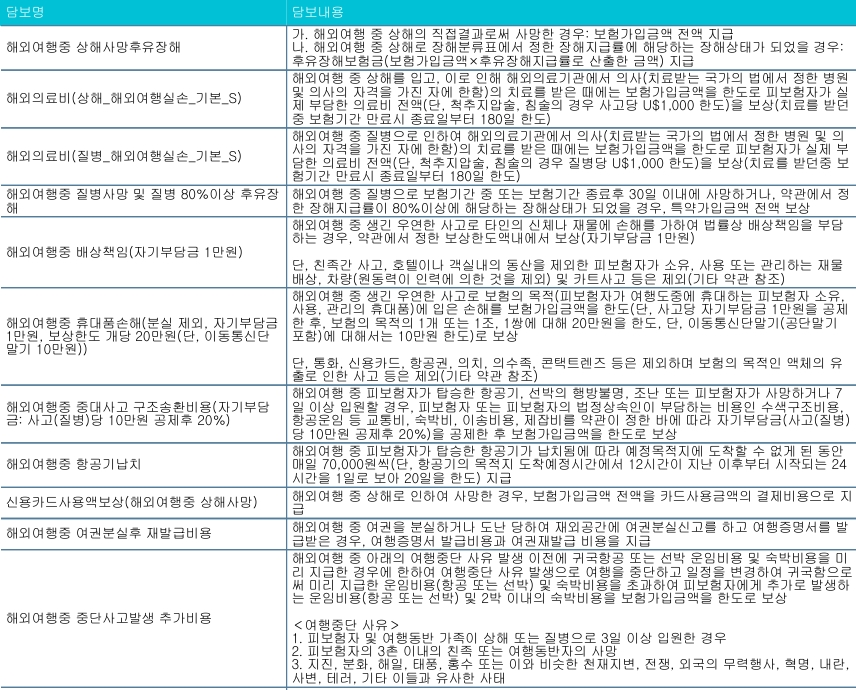 담보명
담보내용
해외여행중 상해사망후유장해
가. 해외여행 중 상해의 직접결과로써 사망한 경우: 보험가입금액 전액 지급
나. 해외여행 중 상해로 장해분류표에서 정한 장해지급률에 해당하는 장해상태가 되었을 경우:
후유장해보험금(보험가입금액×후유장해지급률로 산출한 금액) 지급
해외의료비(상해_해외여행실손_기본_S)
해외여행 중 상해를 입고, 이로 인해 해외의료기관에서 의사(치료받는 국가의 법에서 정한 병원
및 의사의 자격을 가진 자에 한함)의 치료를 받은 때에는 보험가입금액을 한도로 피보험자가 실
제 부담한 의료비 전액(단, 척추지압술, 침술의 경우 사고당 U$1,000 한도)을 보상(치료를 받던
중 보험기간 만료시 종료일부터 180일 한도)
해외의료비(질병_해외여행실손_기본_S)
해외여행 중 질병으로 인하여 해외의료기관에서 의사(치료받는 국가의 법에서 정한 병원 및 의
사의 자격을 가진 자에 한함)의 치료를 받은 때에는 보험가입금액을 한도로 피보험자가 실제 부
담한 의료비 전액(단, 척추지압술, 침술의 경우 질병당 U$1,000 한도)을 보상(치료를 받던중 보
험기간 만료시 종료일부터 180일 한도)
해외여행중 질병사망 및 질병 80%이상 후유장
해
해외여행 중 질병으로 보험기간 중 또는 보험기간 종료후 30일 이내에 사망하거나, 약관에서 정
한 장해지급률이 80%이상에 해당하는 장해상태가 되었을 경우, 특약가입금액 전액 보상
해외여행중 배상책임(자기부담금 1만원)
해외여행 중 생긴 우연한 사고로 타인의 신체나 재물에 손해를 가하여 법률상 배상책임을 부담
하는 경우, 약관에서 정한 보상한도액내에서 보상(자기부담금 1만원)
단, 친족간 사고, 호텔이나 객실내의 동산을 제외한 피보험자가 소유, 사용 또는 관리하는 재물
배상, 차량(원동력이 인력에 의한 것을 제외) 및 카트사고 등은 제외(기타 약관 참조)
해외여행중 휴대품손해(분실 제외, 자기부담금
1만원, 보상한도 개당 20만원(단, 이동통신단
말기 10만원))
해외여행 중 생긴 우연한 사고로 보험의 목적(피보험자가 여행도중에 휴대하는 피보험자 소유,
사용, 관리의 휴대품)에 입은 손해를 보험가입금액을 한도(단, 사고당 자기부담금 1만원을 공제
한 후, 보험의 목적의 1개 또는 1조, 1쌍에 대해 20만원을 한도, 단, 이동통신단말기(공단말기
포함)에 대해서는 10만원 한도)로 보상
단, 통화, 신용카드, 항공권, 의치, 의수족, 콘택트렌즈 등은 제외하며 보험의 목적인 액체의 유
출로 인한 사고 등은 제외(기타 약관 참조)
해외여행중 중대사고 구조송환비용(자기부담
금: 사고(질병)당 10만원 공제후 20%)
해외여행 중 피보험자가 탑승한 항공기, 선박의 행방불명, 조난 또는 피보험자가 사망하거나 7
일 이상 입원할 경우, 피보험자 또는 피보험자의 법정상속인이 부담하는 비용인 수색구조비용,
항공운임 등 교통비, 숙박비, 이송비용, 제잡비를 약관이 정한 바에 따라 자기부담금(사고(질병)
당 10만원 공제후 20%)을 공제한 후 보험가입금액을 한도로 보상
해외여행중 항공기납치
해외여행 중 피보험자가 탑승한 항공기가 납치됨에 따라 예정목적지에 도착할 수 없게 된 동안
매일 70,000원씩(단, 항공기의 목적지 도착예정시간에서 12시간이 지난 이후부터 시작되는 24
시간을 1일로 보아 20일을 한도) 지급
신용카드사용액보상(해외여행중 상해사망)
해외여행 중 상해로 인하여 사망한 경우, 보험가입금액 전액을 카드사용금액의 결제비용으로 지
급
해외여행중 여권분실후 재발급비용
해외여행 중 여권을 분실하거나 도난 당하여 재외공간에 여권분실신고를 하고 여행증명서를 발
급받은 경우, 여행증명서 발급비용과 여권재발급 비용을 지급
해외여행중 중단사고발생 추가비용
해외여행 중 아래의 여행중단 사유 발생 이전에 귀국항공 또는 선박 운임비용 및 숙박비용을 미
리 지급한 경우에 한하여 여행중단 사유 발생으로 여행을 중단하고 일정을 변경하여 귀국함으로
써 미리 지급한 운임비용(항공 또는 선박) 및 숙박비용을 초과하여 피보험자에게 추가로 발생하
는 운임비용(항공 또는 선박) 및 2박 이내의 숙박비용을 보험가입금액을 한도로 보상
<여행중단 사유>
1. 피보험자 및 여행동반 가족이 상해 또는 질병으로 3일 이상 입원한 경우
2. 피보험자의 3촌 이내의 친족 또는 여행동반자의 사망
3. 지진, 분화, 해일, 태풍, 홍수 또는 이와 비슷한 천재지변, 전쟁, 외국의 무력행사, 혁명, 내란,
사변, 테러, 기타 이들과 유사한 사태